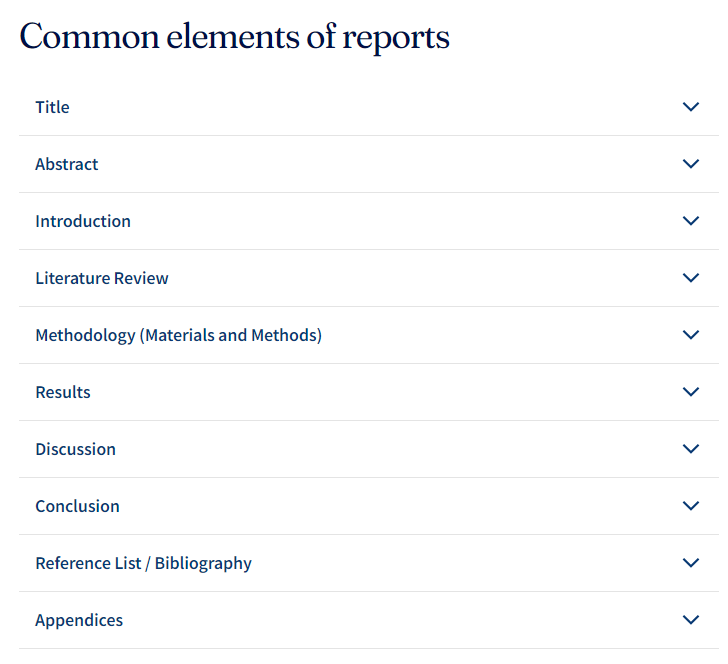 Common elements of reports
Title
Abstract
Introduction
Literature Review
Methodology (Materials and Methods)
Results
Discussion
Conclusion
Reference List / Bibliography
Appendices